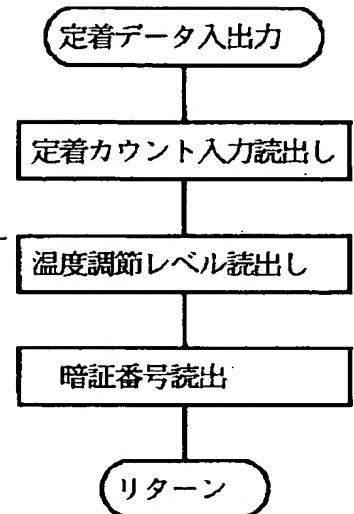 定着データ入出力
定着カウント入力読出し
温度調節レベル読出し
暗証番号読出
リターン